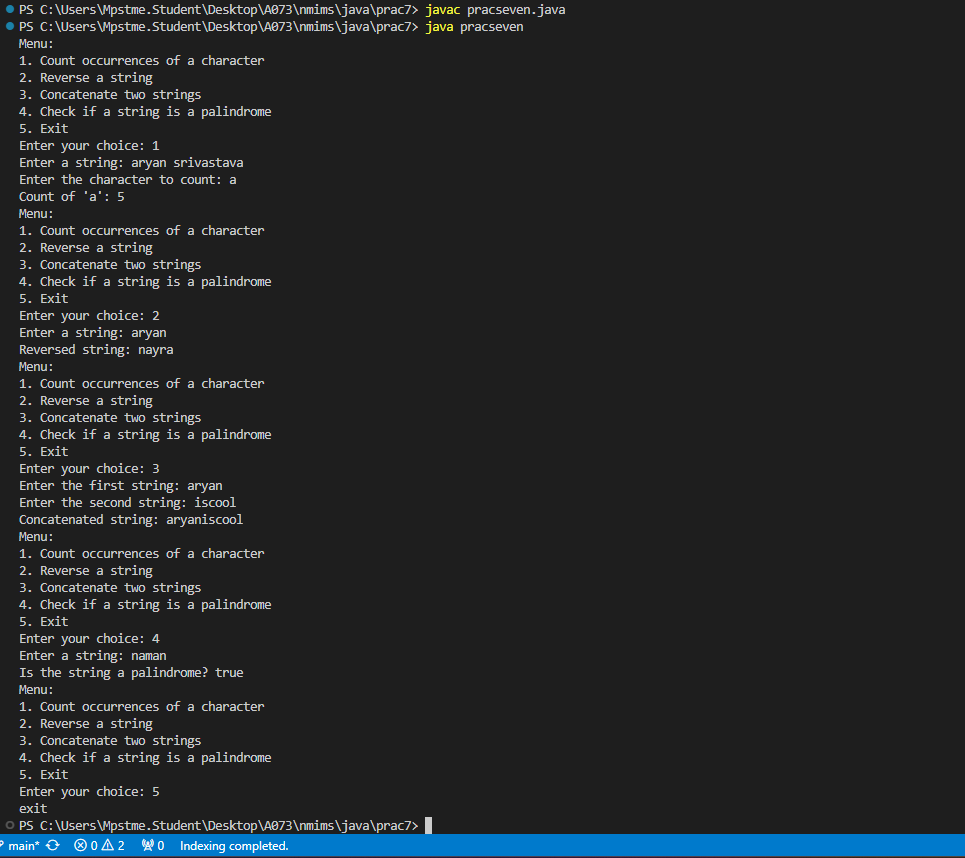 PS C:\Users\Mpstme.Student\Desktop\A073\nmims\java\prac7> javac pracseven.java
PS C:\Users\Mpstme.Student\Desktop\A073\nmims\java\prac7> java pracseven
Menu:
1. Count occurrences of a character
2. Reverse a string
3. Concatenate two strings
4. Check if a string is a palindrome
5. Exit
Enter your choice: 1
Enter a string: aryan srivastava
Enter the character to count: a
Count of 'a': 5
Menu:
1. Count occurrences of a character
2. Reverse a string
3. Concatenate two strings
4. Check if a string is a palindrome
5. Exit
Enter your choice: 2
Enter a string: aryan
Reversed string: nayra
Menu:
1. Count occurrences of a character
2. Reverse a string
3. Concatenate two strings
4. Check if a string is a palindrome
5. Exit
Enter your choice: 3
Enter the first string: aryan
Enter the second string: iscool
Concatenated string: aryaniscool
Menu:
1. Count occurrences of a character
2. Reverse a string
3. Concatenate two strings
4. Check if a string is a palindrome
5. Exit
Enter your choice: 4
Enter a string: naman
Is the string a palindrome? true
Menu:
1. Count occurrences of a character
2. Reverse a string
3. Concatenate two strings
4. Check if a string is a palindrome
5. Exit
Enter your choice: 5
exit
PS C:\Users\Mpstme.Student\Desktop\A073\nmims\java\prac7>
main* 0 2 0 Indexing completed.